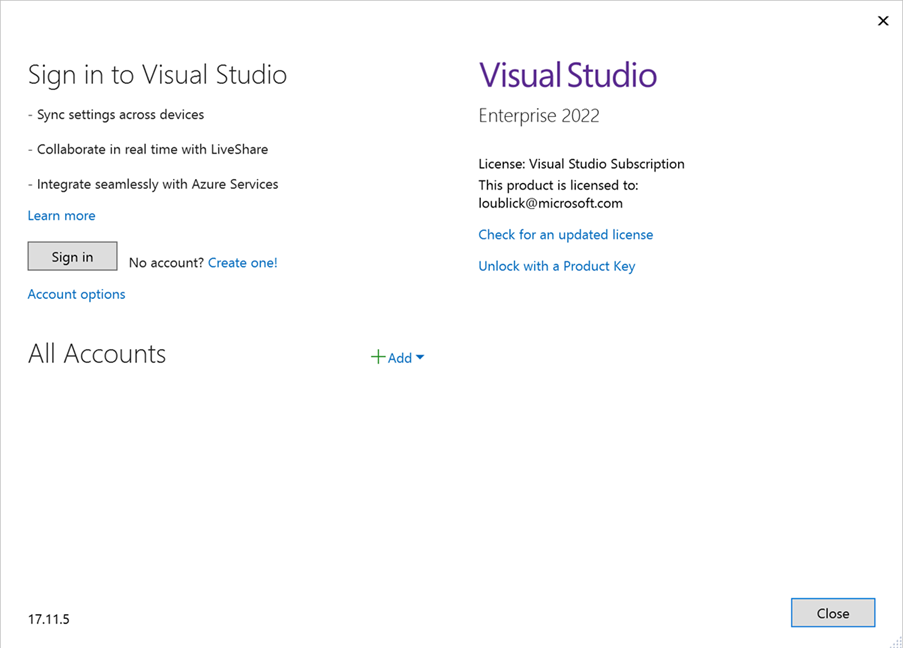 Sign in to Visual Studio
- Sync settings across devices
- Collaborate in real time with LiveShare
- Integrate seamlessly with Azure Services
Learn more
Sign in
No account? Create one!
Account options
All Accounts
Add
17.11.5
Visual Studio
Enterprise 2022
License: Visual Studio Subscription
This product is licensed to:
loublick@microsoft.com
Check for an updated license
Unlock with a Product Key
Close